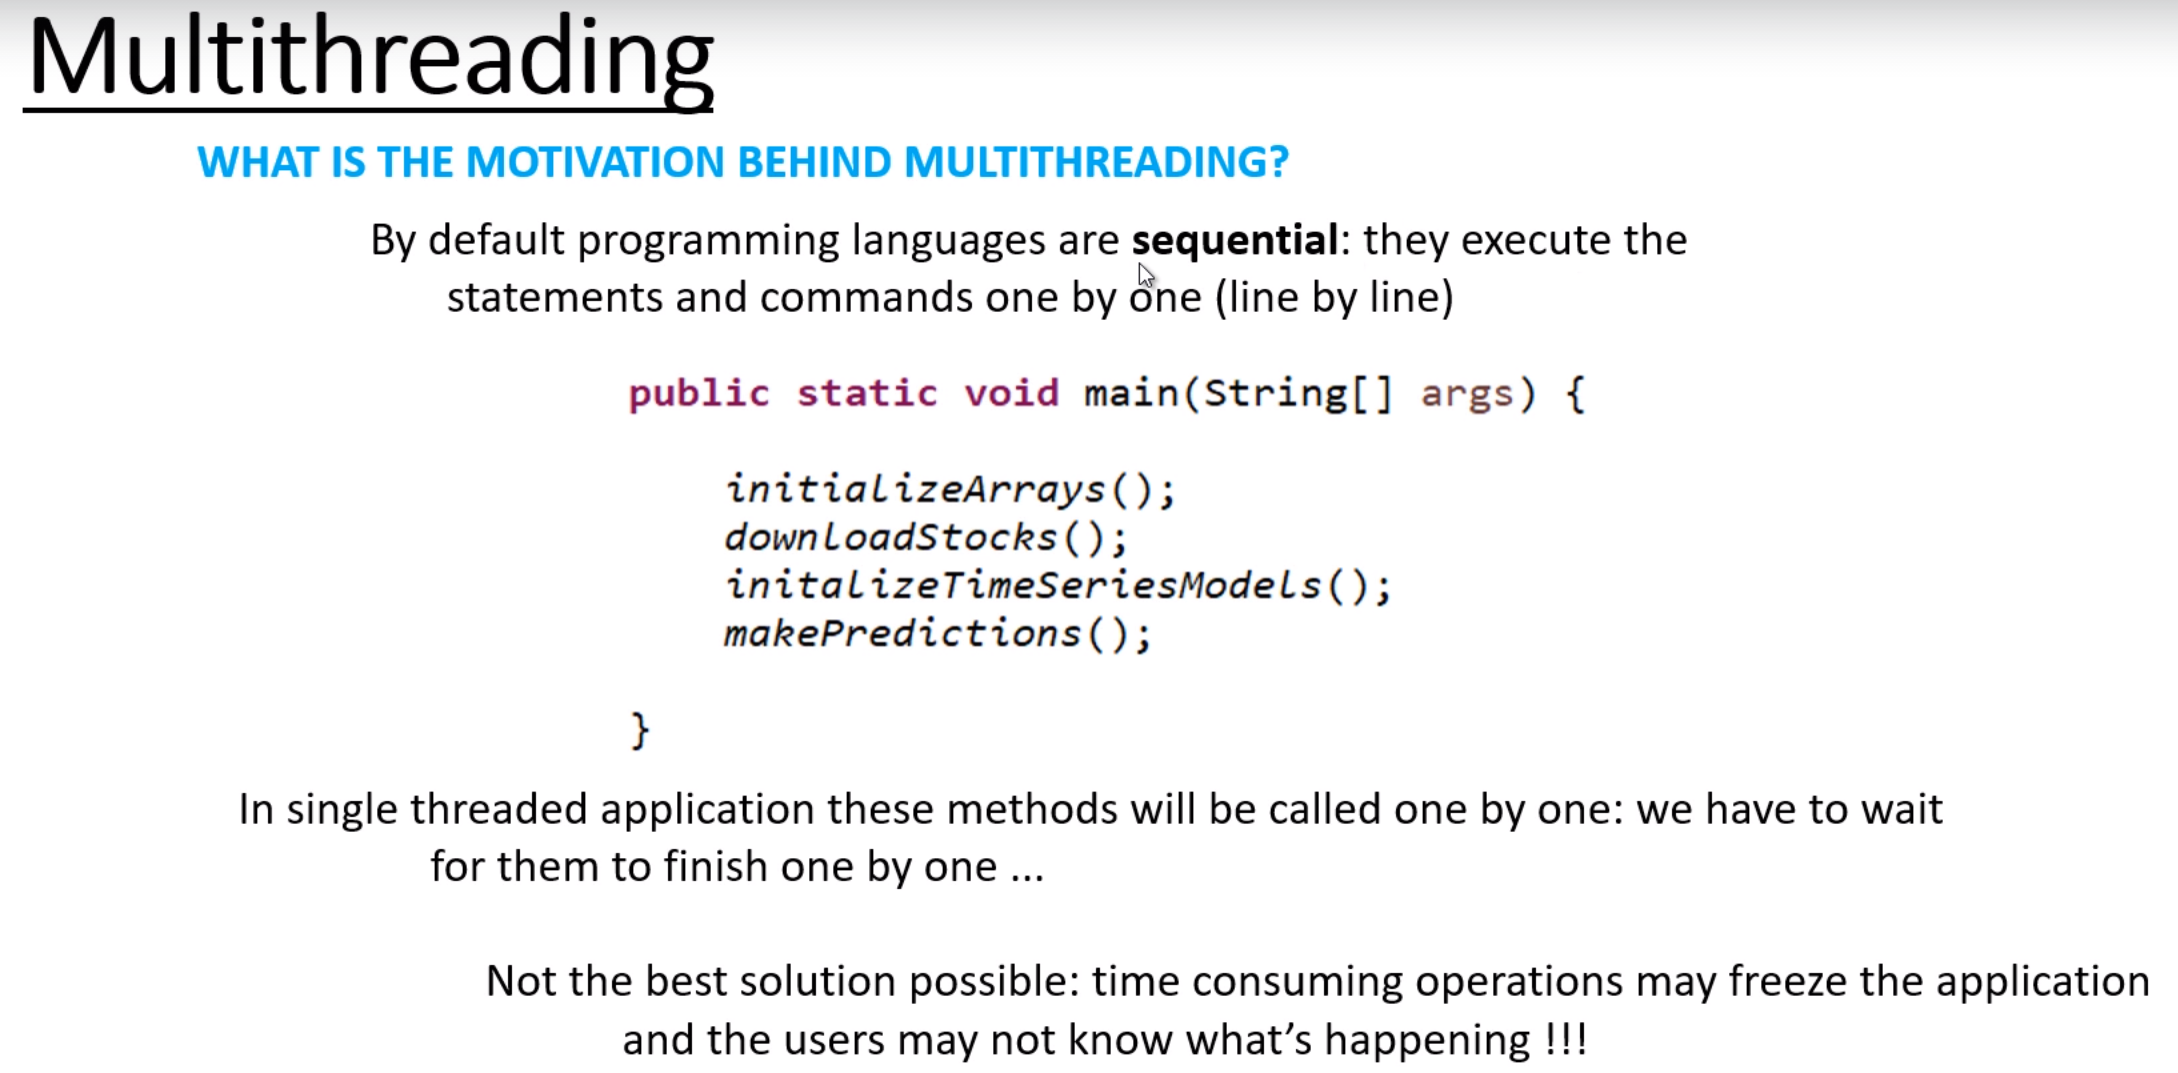 Multithreading
WHAT IS THE MOTIVATION BEHIND MULTITHREADING?
By default programming languages are sequential: they execute the
statements and commands one by one (line by line)
public static void main(String[] args) {
initializeArrays();
downloadStocks();
initalizeTimeSeriesModels();
makePredictions();
}
In single threaded application these methods will be called one by one: we have to wait
for them to finish one by one ...
Not the best solution possible: time consuming operations may freeze the application
and the users may not know what’s happening !!!